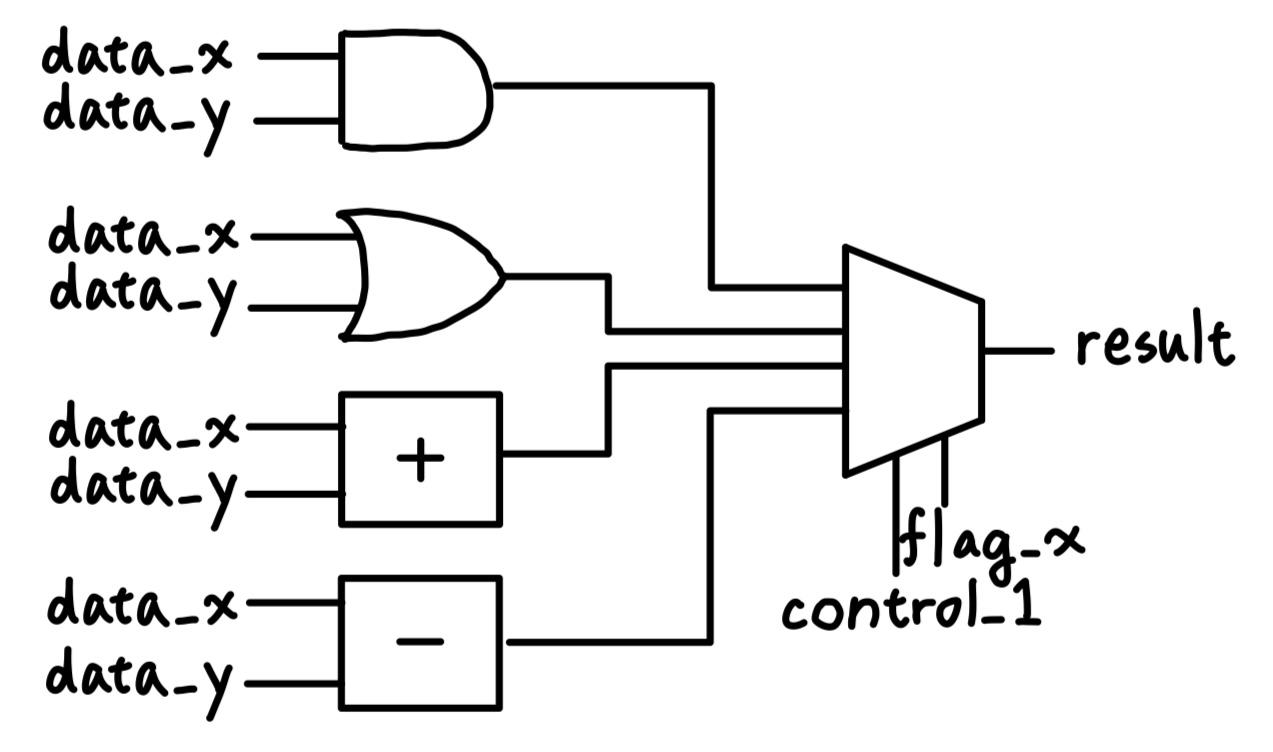 data_x
data_y
data_x
data_y
data_x
data_y
+
data_x
data_y
−
result
flag_x
control_1